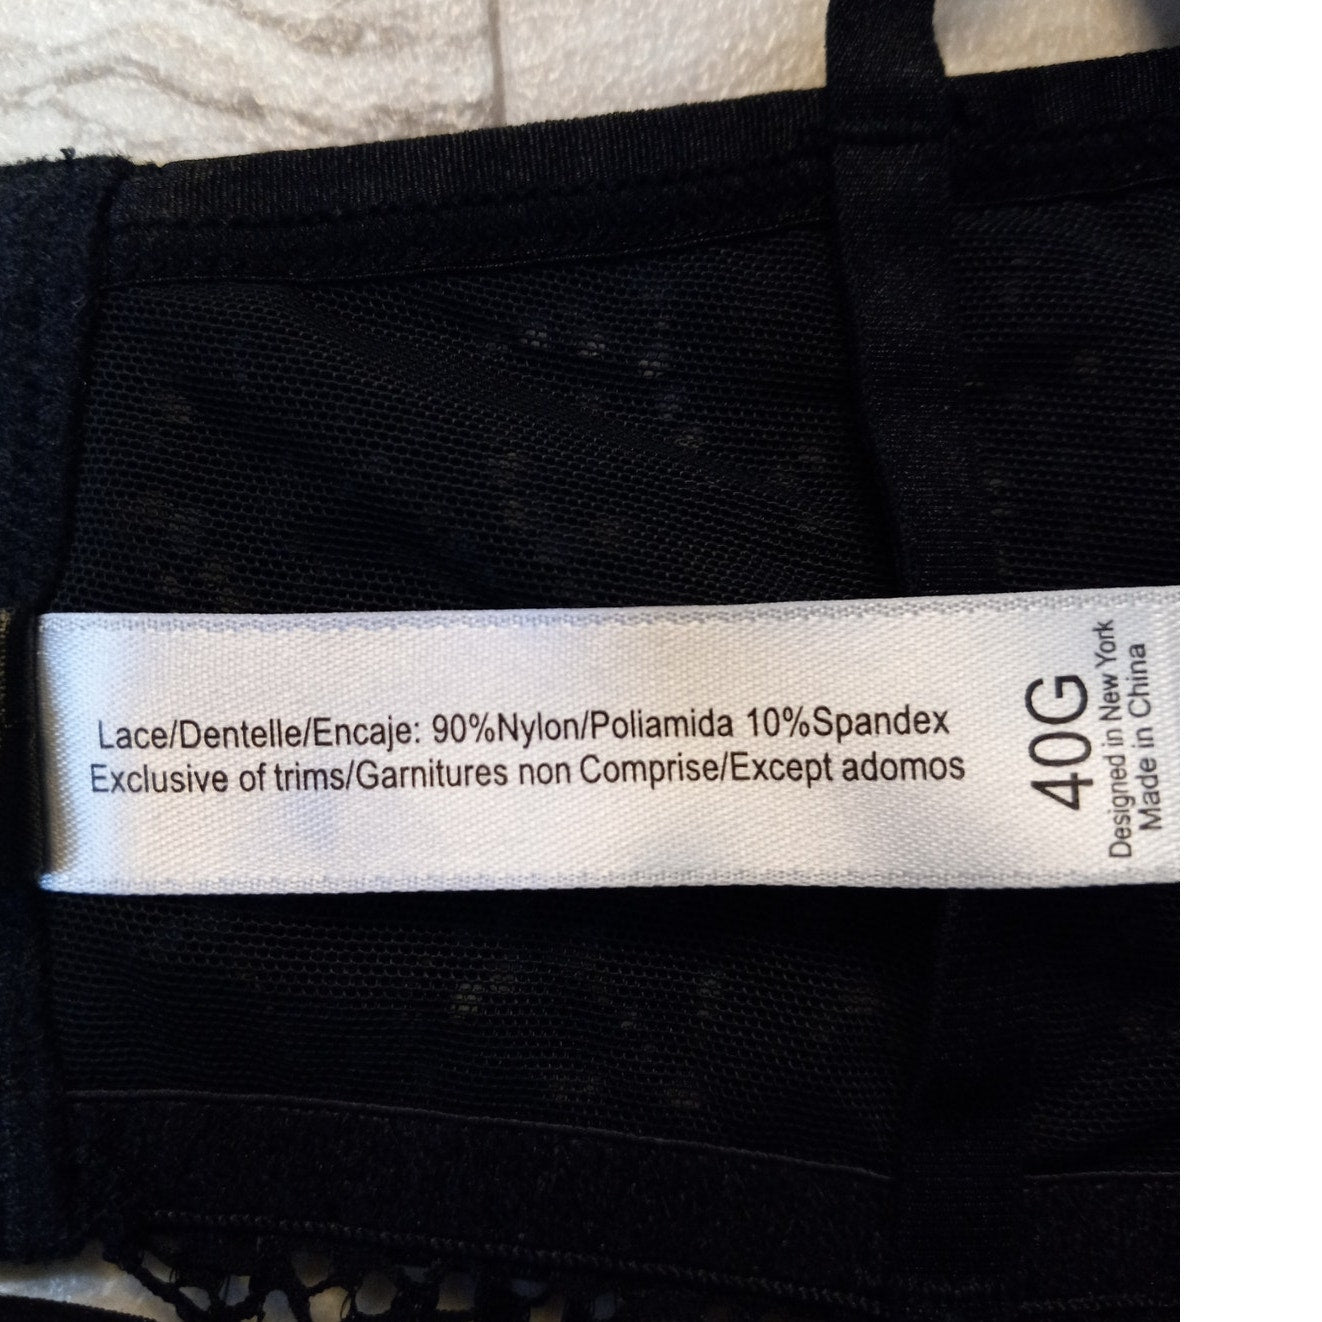 Lace/Dentelle/Encaje: 90%Nylon/Poliamida 10%Spandex
Exclusive of trims/Garnitures non Comprise/Except adomos
40G
Designed in New York
Made in China